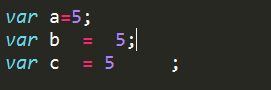 var a=5;
var b  =  5;
var c  = 5     ;